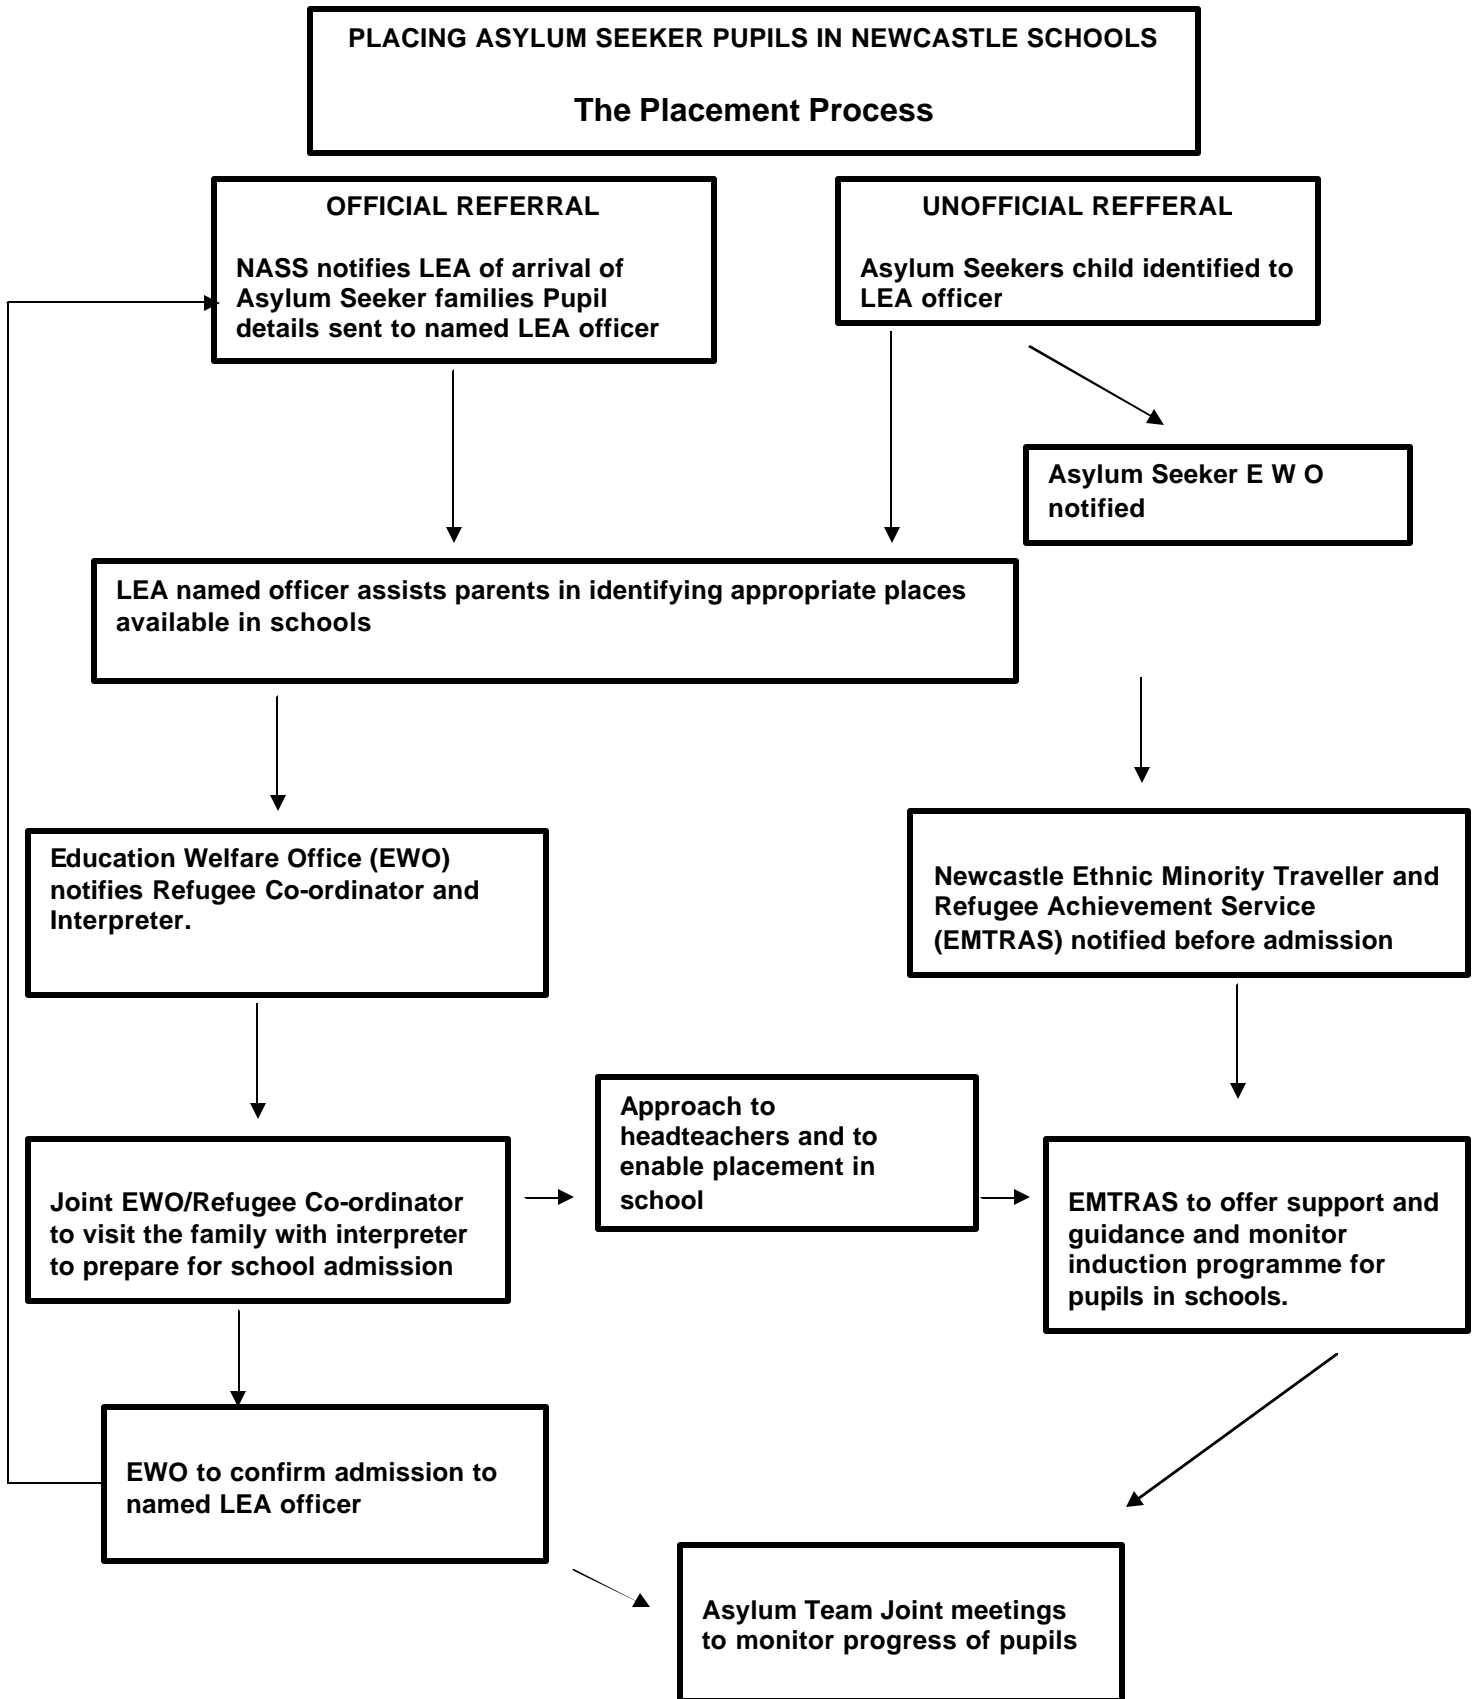 PLACING ASYLUM SEEKER PUPILS IN NEWCASTLE SCHOOLS
The Placement Process
OFFICIAL REFERRAL
NASS notifies LEA of arrival of
Asylum Seeker families Pupil
details sent to named LEA officer
UNOFFICIAL REFFERAL
Asylum Seekers child identified to
LEA officer
Asylum Seeker E W O
notified
LEA named officer assists parents in identifying appropriate places
available in schools
Education Welfare Office (EWO)
notifies Refugee Co-ordinator and
Interpreter.
Newcastle Ethnic Minority Traveller and
Refugee Achievement Service
(EMTRAS) notified before admission
Joint EWO/Refugee Co-ordinator
to visit the family with interpreter
to prepare for school admission
Approach to
headteachers and to
enable placement in
school
EMTRAS to offer support and
guidance and monitor
induction programme for
pupils in schools.
EWO to confirm admission to
named LEA officer
Asylum Team Joint meetings
to monitor progress of pupils